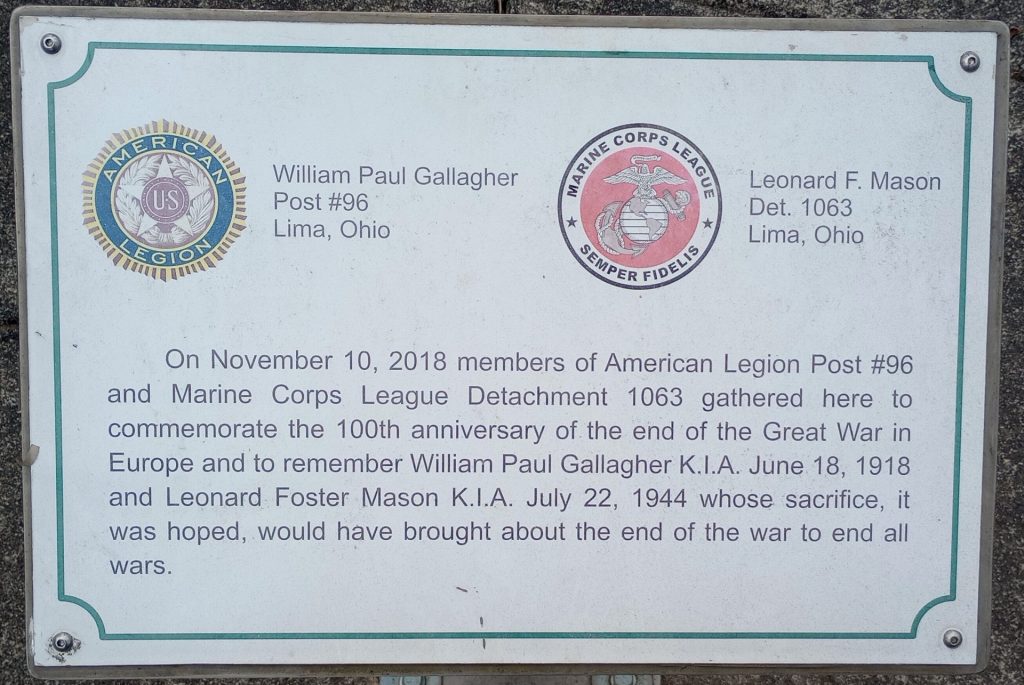 AMERICAN
US
LEGION
William Paul Gallagher
Post #96
Lima, Ohio
MARINE CORPS LEAGUE
SEMPER FIDELIS
Leonard F. Mason
Det. 1063
Lima, Ohio
On November 10, 2018 members of American Legion Post #96
and Marine Corps League Detachment 1063 gathered here to
commemorate the 100th anniversary of the end of the Great War in
Europe and to remember William Paul Gallagher K.I.A. June 18, 1918
and Leonard Foster Mason K.I.A. July 22, 1944 whose sacrifice, it
was hoped, would have brought about the end of the war to end all
wars.